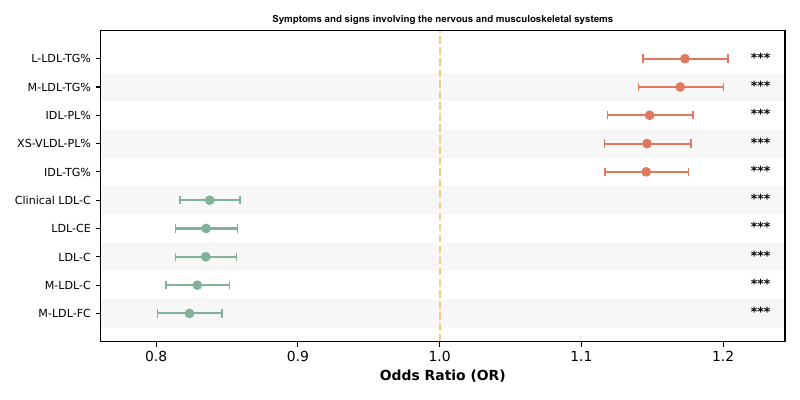 Symptoms and signs involving the nervous and musculoskeletal systems
L-LDL-TG% ***
M-LDL-TG% ***
IDL-PL% ***
XS-VLDL-PL% ***
IDL-TG% ***
Clinical LDL-C ***
LDL-CE ***
LDL-C ***
M-LDL-C ***
M-LDL-FC ***
0.8 0.9 1.0 1.1 1.2
Odds Ratio (OR)